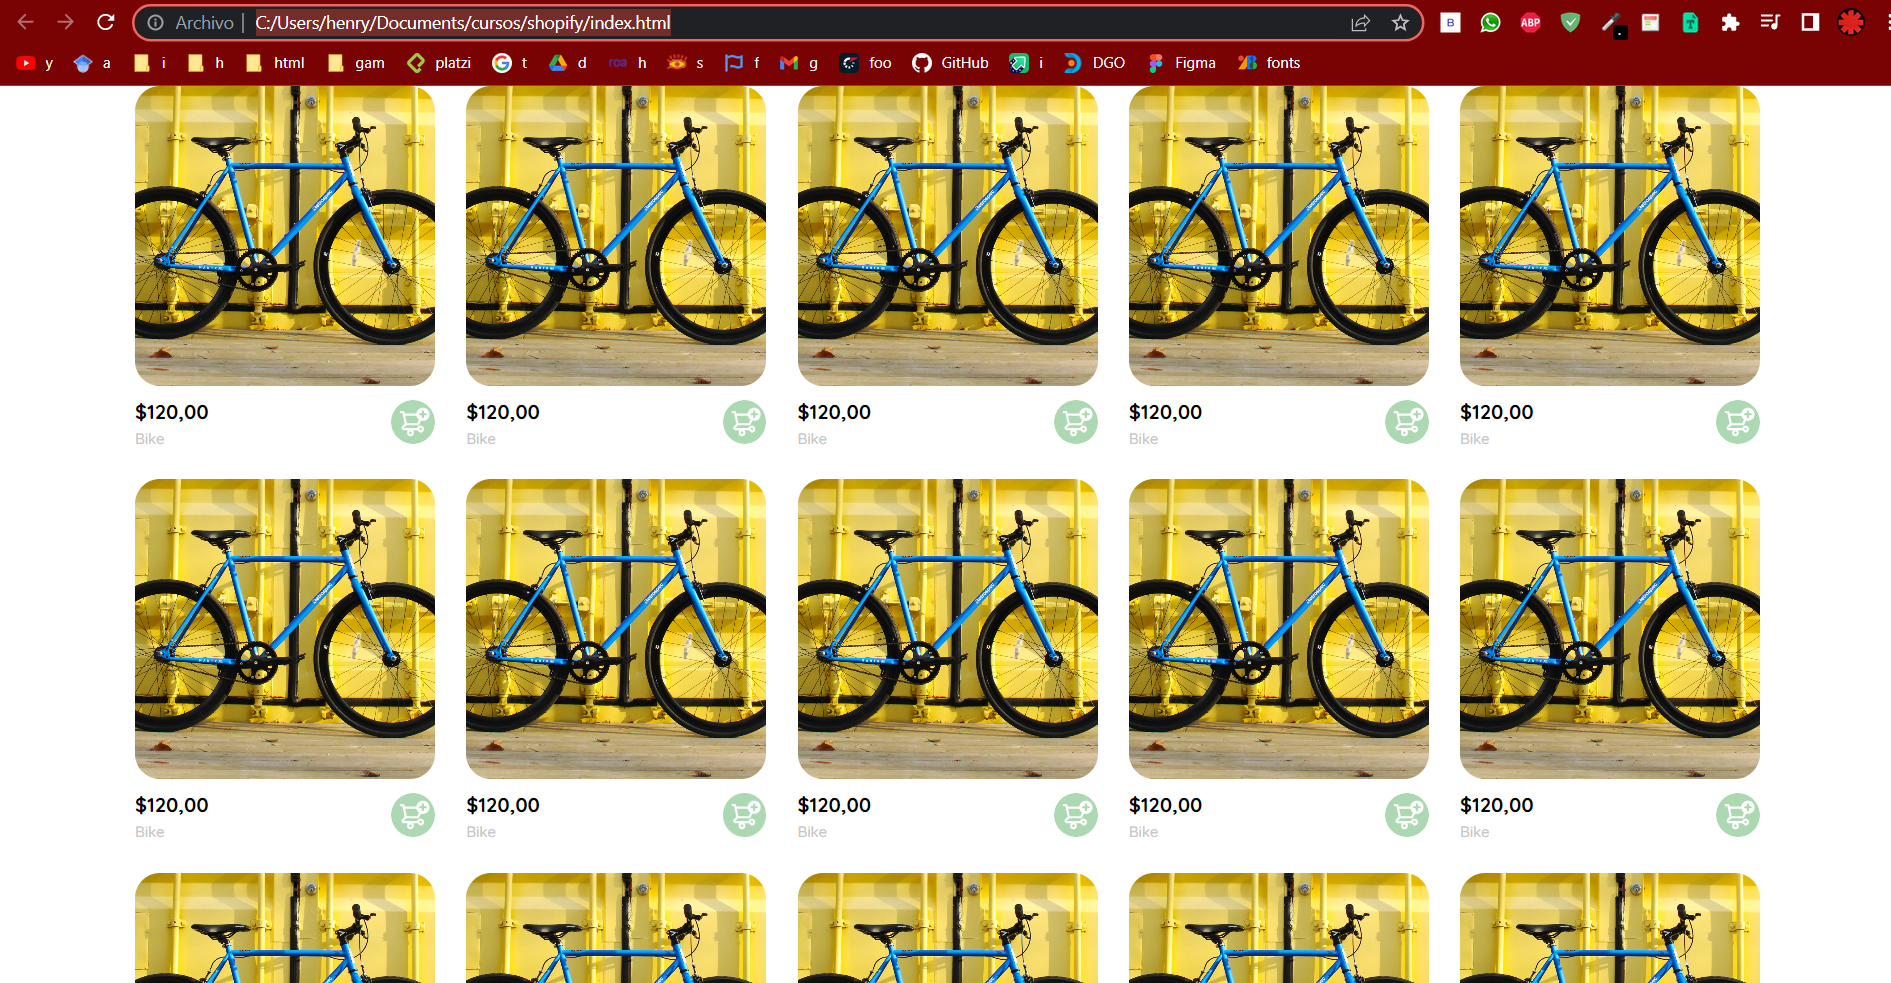 Archivo | C:/Users/henry/Documents/cursos/shopify/index.html B ABP
y a i h html gam platzi t d roa h s f g foo GitHub i DGO Figma fonts
$120,00 $120,00 $120,00 $120,00 $120,00
Bike Bike Bike Bike Bike
$120,00 $120,00 $120,00 $120,00 $120,00
Bike Bike Bike Bike Bike